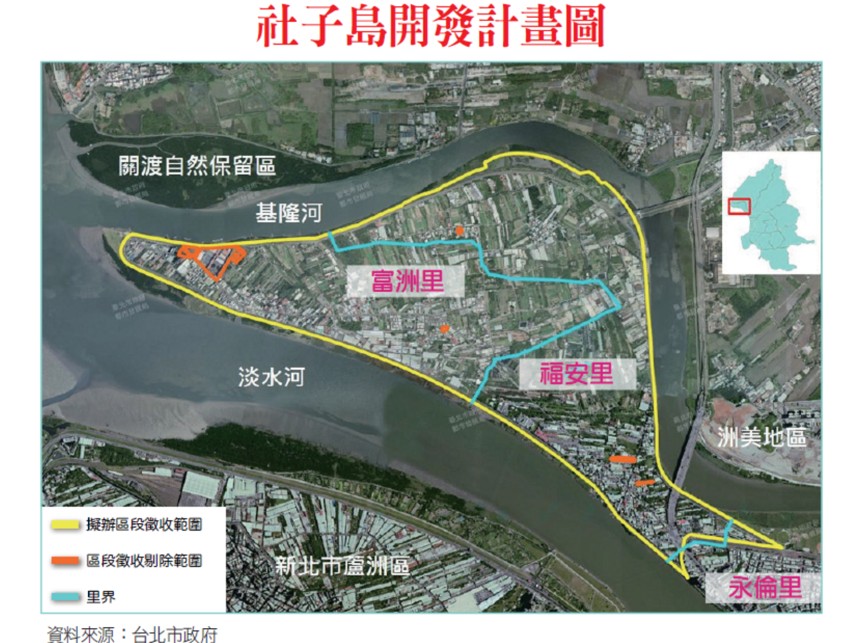 社子島開發計畫圖
關渡自然保留區
基隆河
富洲里
淡水河
福安里
洲美地區
擬辦區段徵收範圍
區段徵收剔除範圍
里界
新北市蘆洲區
永倫里
資料來源：台北市政府